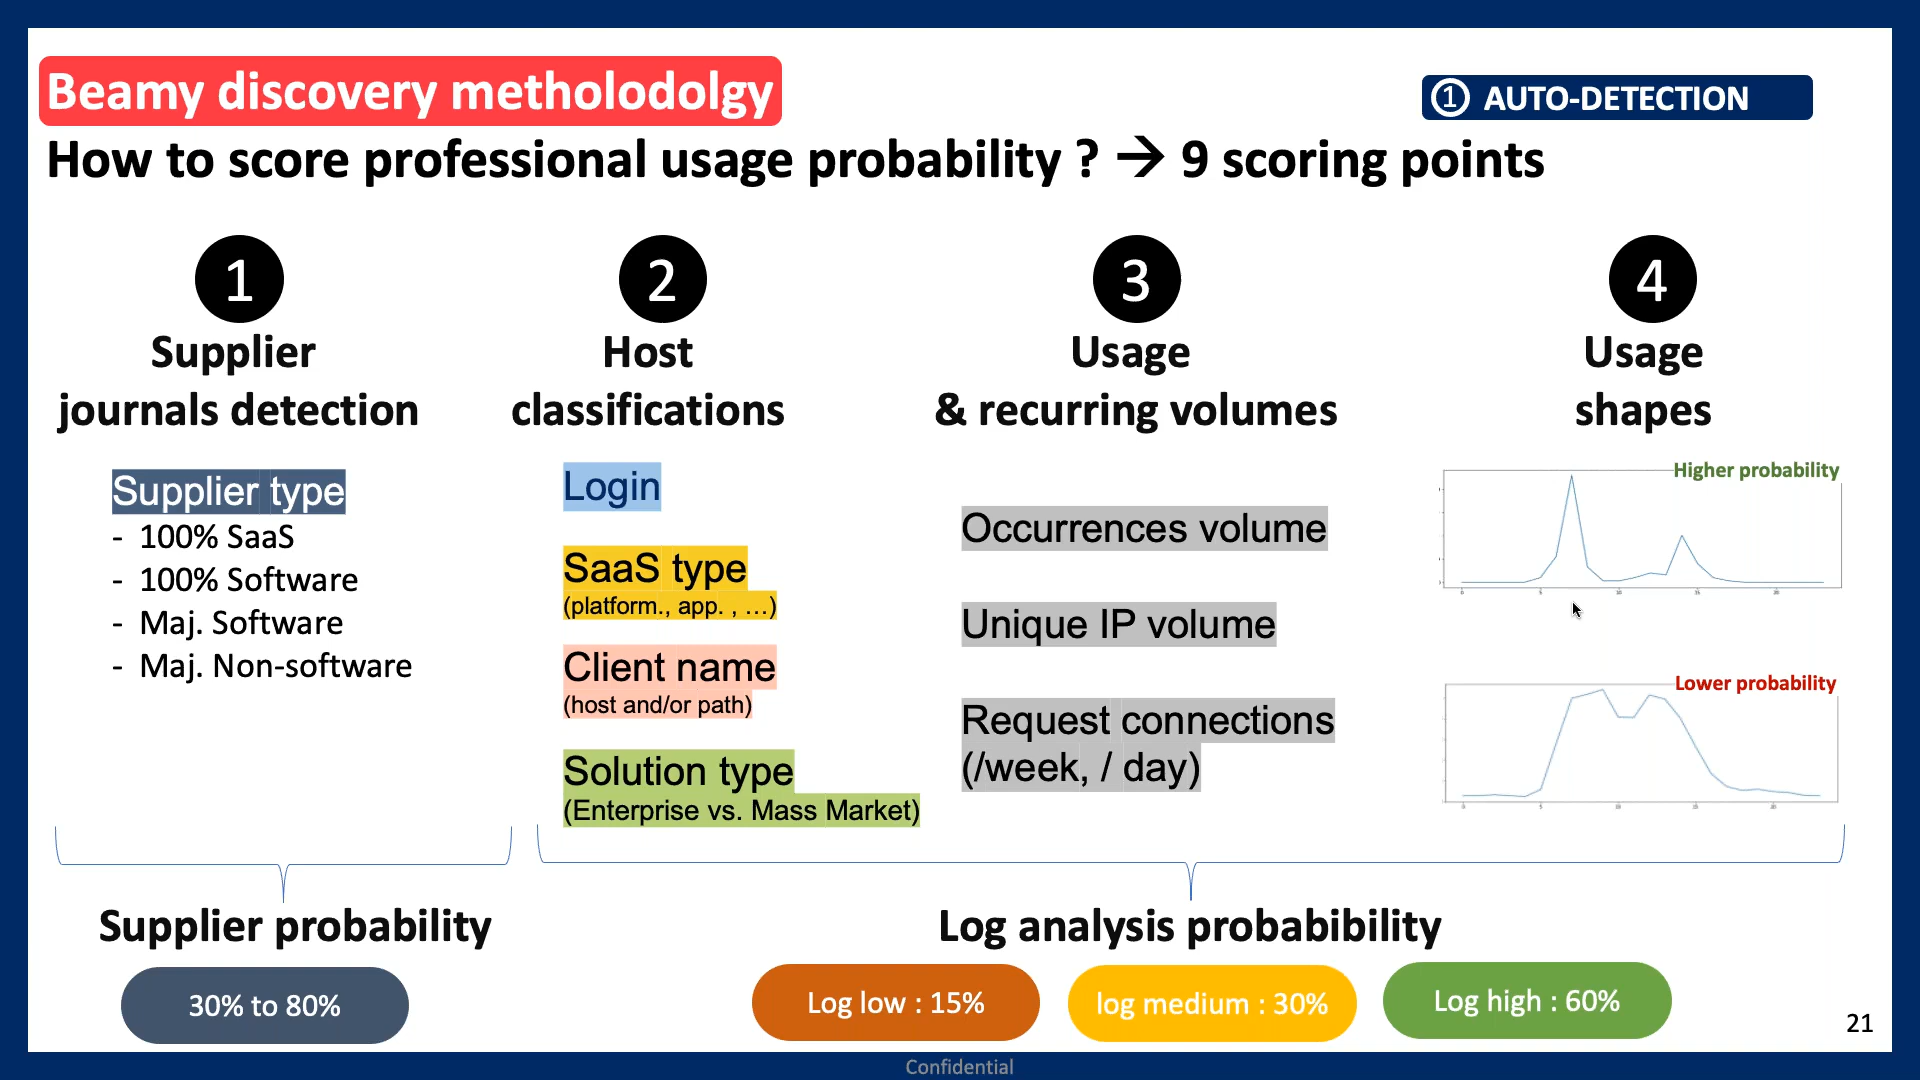 Beamy discovery metholodolgy
① AUTO-DETECTION
How to score professional usage probability ? → 9 scoring points
1
Supplier
journals detection
Supplier type
- 100% SaaS
- 100% Software
- Maj. Software
- Maj. Non-software
2
Host
classifications
Login
SaaS type
(platform., app. , ...)
Client name
(host and/or path)
Solution type
(Enterprise vs. Mass Market)
3
Usage
& recurring volumes
Occurrences volume
Unique IP volume
Request connections
(/week, / day)
4
Usage
shapes
Higher probability
Lower probability
Supplier probability
30% to 80%
Log analysis probabibility
Log low : 15%
log medium : 30%
Log high : 60%
21
Confidential